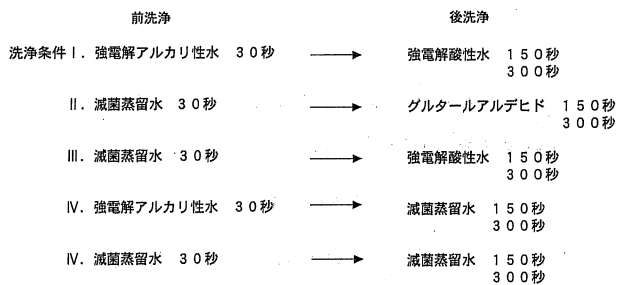 前洗浄 後洗浄
洗浄条件Ⅰ．強電解アルカリ性水 ３０秒 → 強電解酸性水 １５０秒
３００秒
Ⅱ．滅菌蒸留水 ３０秒 → グルタールアルデヒド １５０秒
３００秒
Ⅲ．滅菌蒸留水 ３０秒 → 強電解酸性水 １５０秒
３００秒
Ⅳ．強電解アルカリ性水 ３０秒 → 滅菌蒸留水 １５０秒
３００秒
Ⅳ．滅菌蒸留水 ３０秒 → 滅菌蒸留水 １５０秒
３００秒